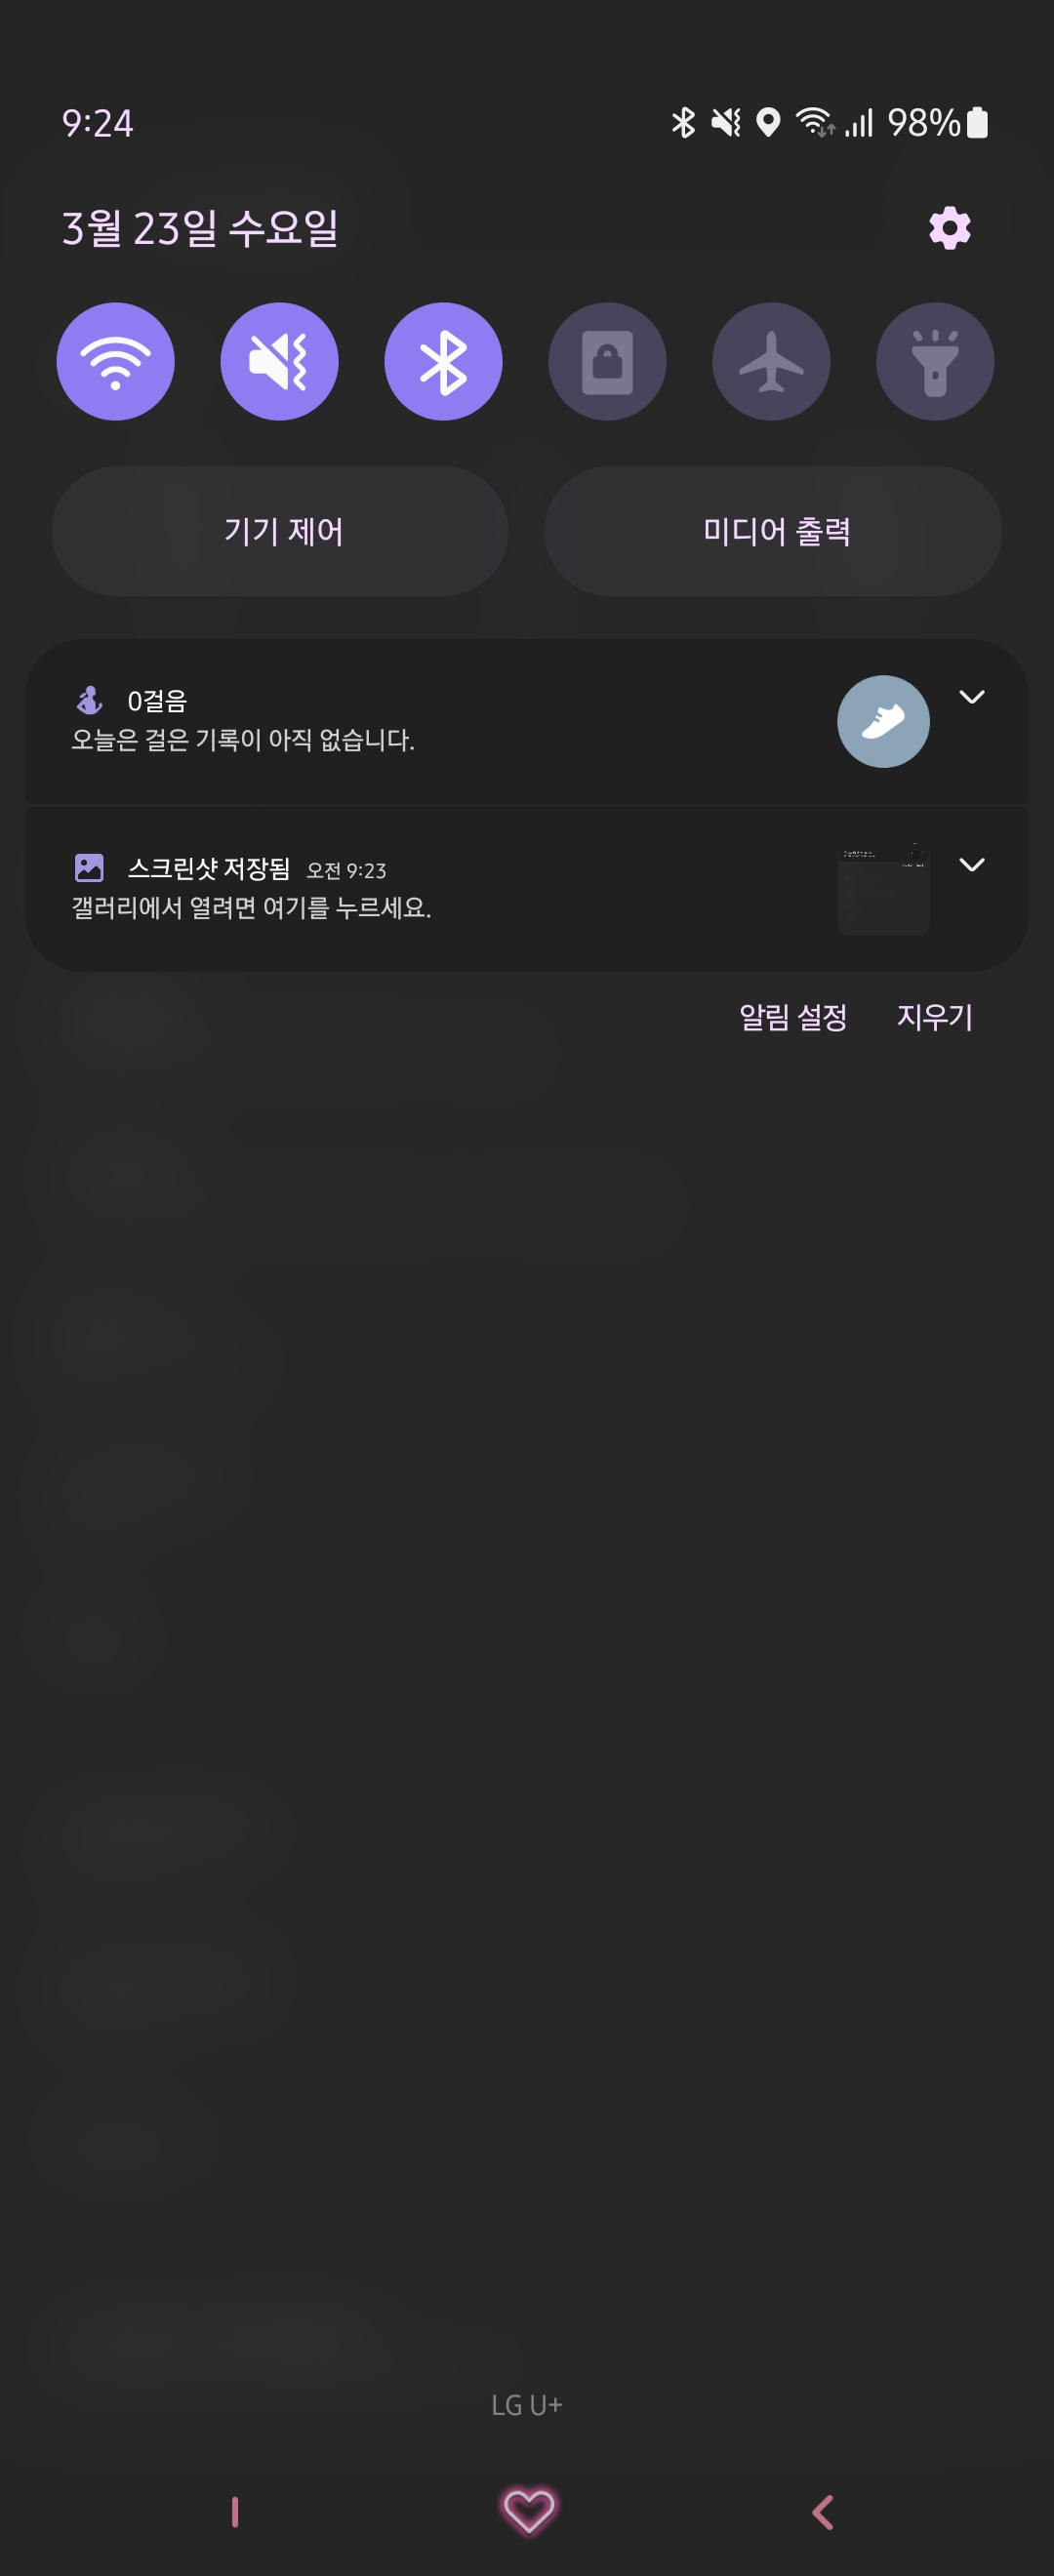 9:24 98%
3월 23일 수요일
기기 제어 미디어 출력
0걸음
오늘은 걸은 기록이 아직 없습니다.
스크린샷 저장됨 오전 9:23
갤러리에서 열려면 여기를 누르세요.
알림 설정 지우기
LG U+